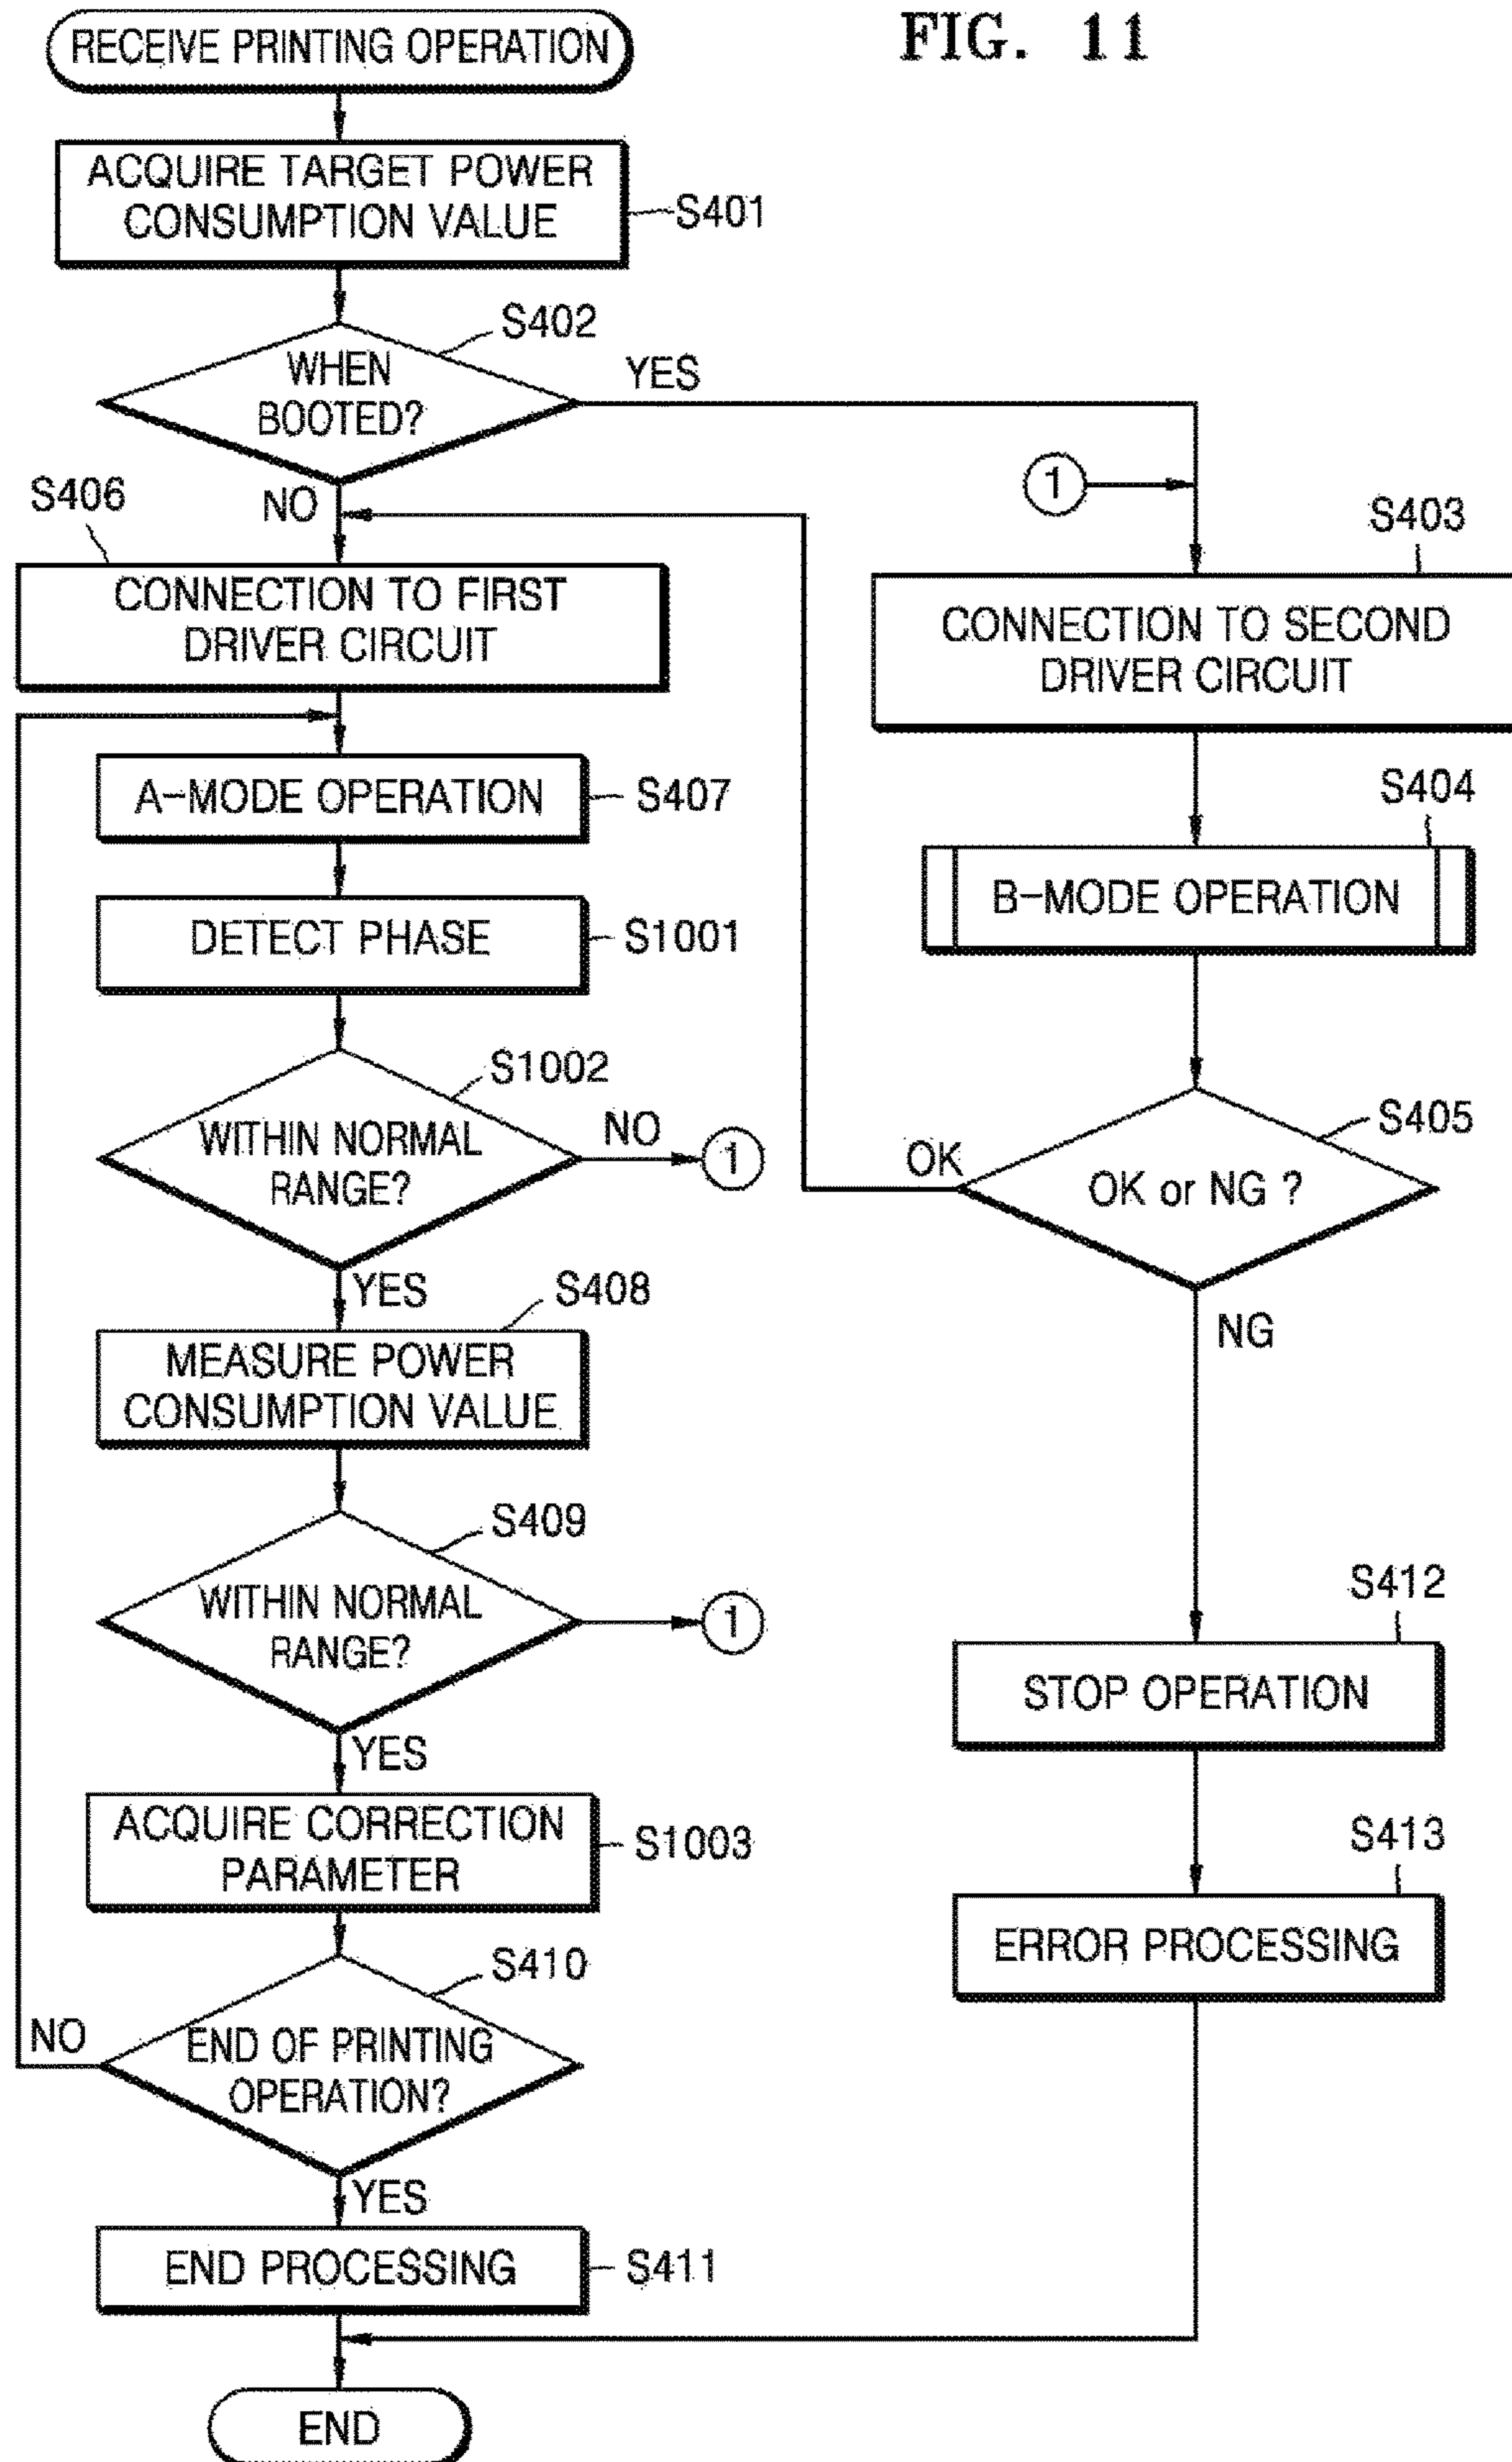 FIG. 11
RECEIVE PRINTING OPERATION
ACQUIRE TARGET POWER
CONSUMPTION VALUE
S401
S402
WHEN
BOOTED?
YES
NO
S406
CONNECTION TO FIRST
DRIVER CIRCUIT
1
S403
CONNECTION TO SECOND
DRIVER CIRCUIT
A-MODE OPERATION
S407
S404
B-MODE OPERATION
DETECT PHASE
S1001
S1002
WITHIN NORMAL
RANGE?
NO
1
YES
S405
OK or NG ?
OK
NG
S408
MEASURE POWER
CONSUMPTION VALUE
S409
WITHIN NORMAL
RANGE?
1
YES
S412
STOP OPERATION
ACQUIRE CORRECTION
PARAMETER
S1003
S413
ERROR PROCESSING
S410
END OF PRINTING
OPERATION?
NO
YES
END PROCESSING
S411
END